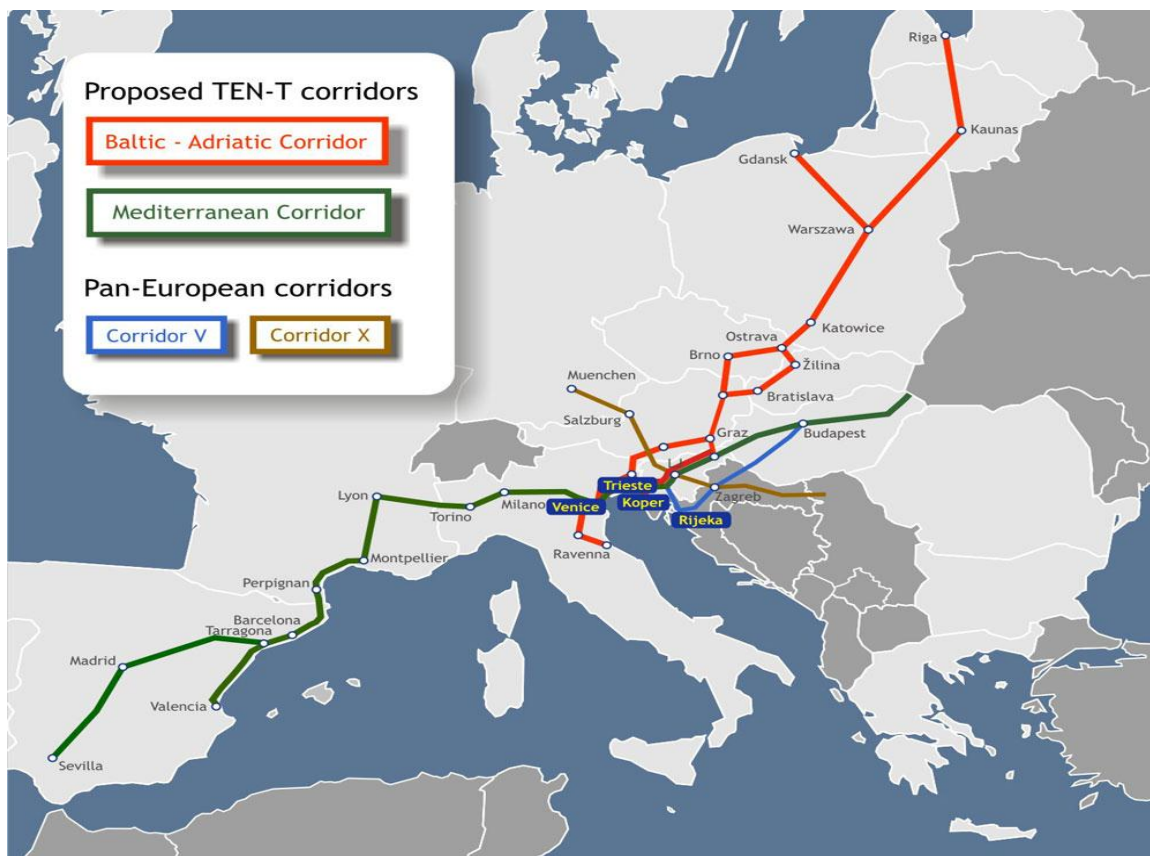 Proposed TEN-T corridors
Baltic - Adriatic Corridor
Mediterranean Corridor
Pan-European corridors
Corridor V
Corridor X
Riga
Kaunas
Gdansk
Warszawa
Katowice
Ostrava
Brno
Žilina
Bratislava
Muenchen
Salzburg
Graz
Budapest
Trieste
Koper
Zagreb
Venice
Rijeka
Lyon
Torino
Milano
Ravenna
Montpellier
Perpignan
Barcelona
Tarragona
Madrid
Valencia
Sevilla